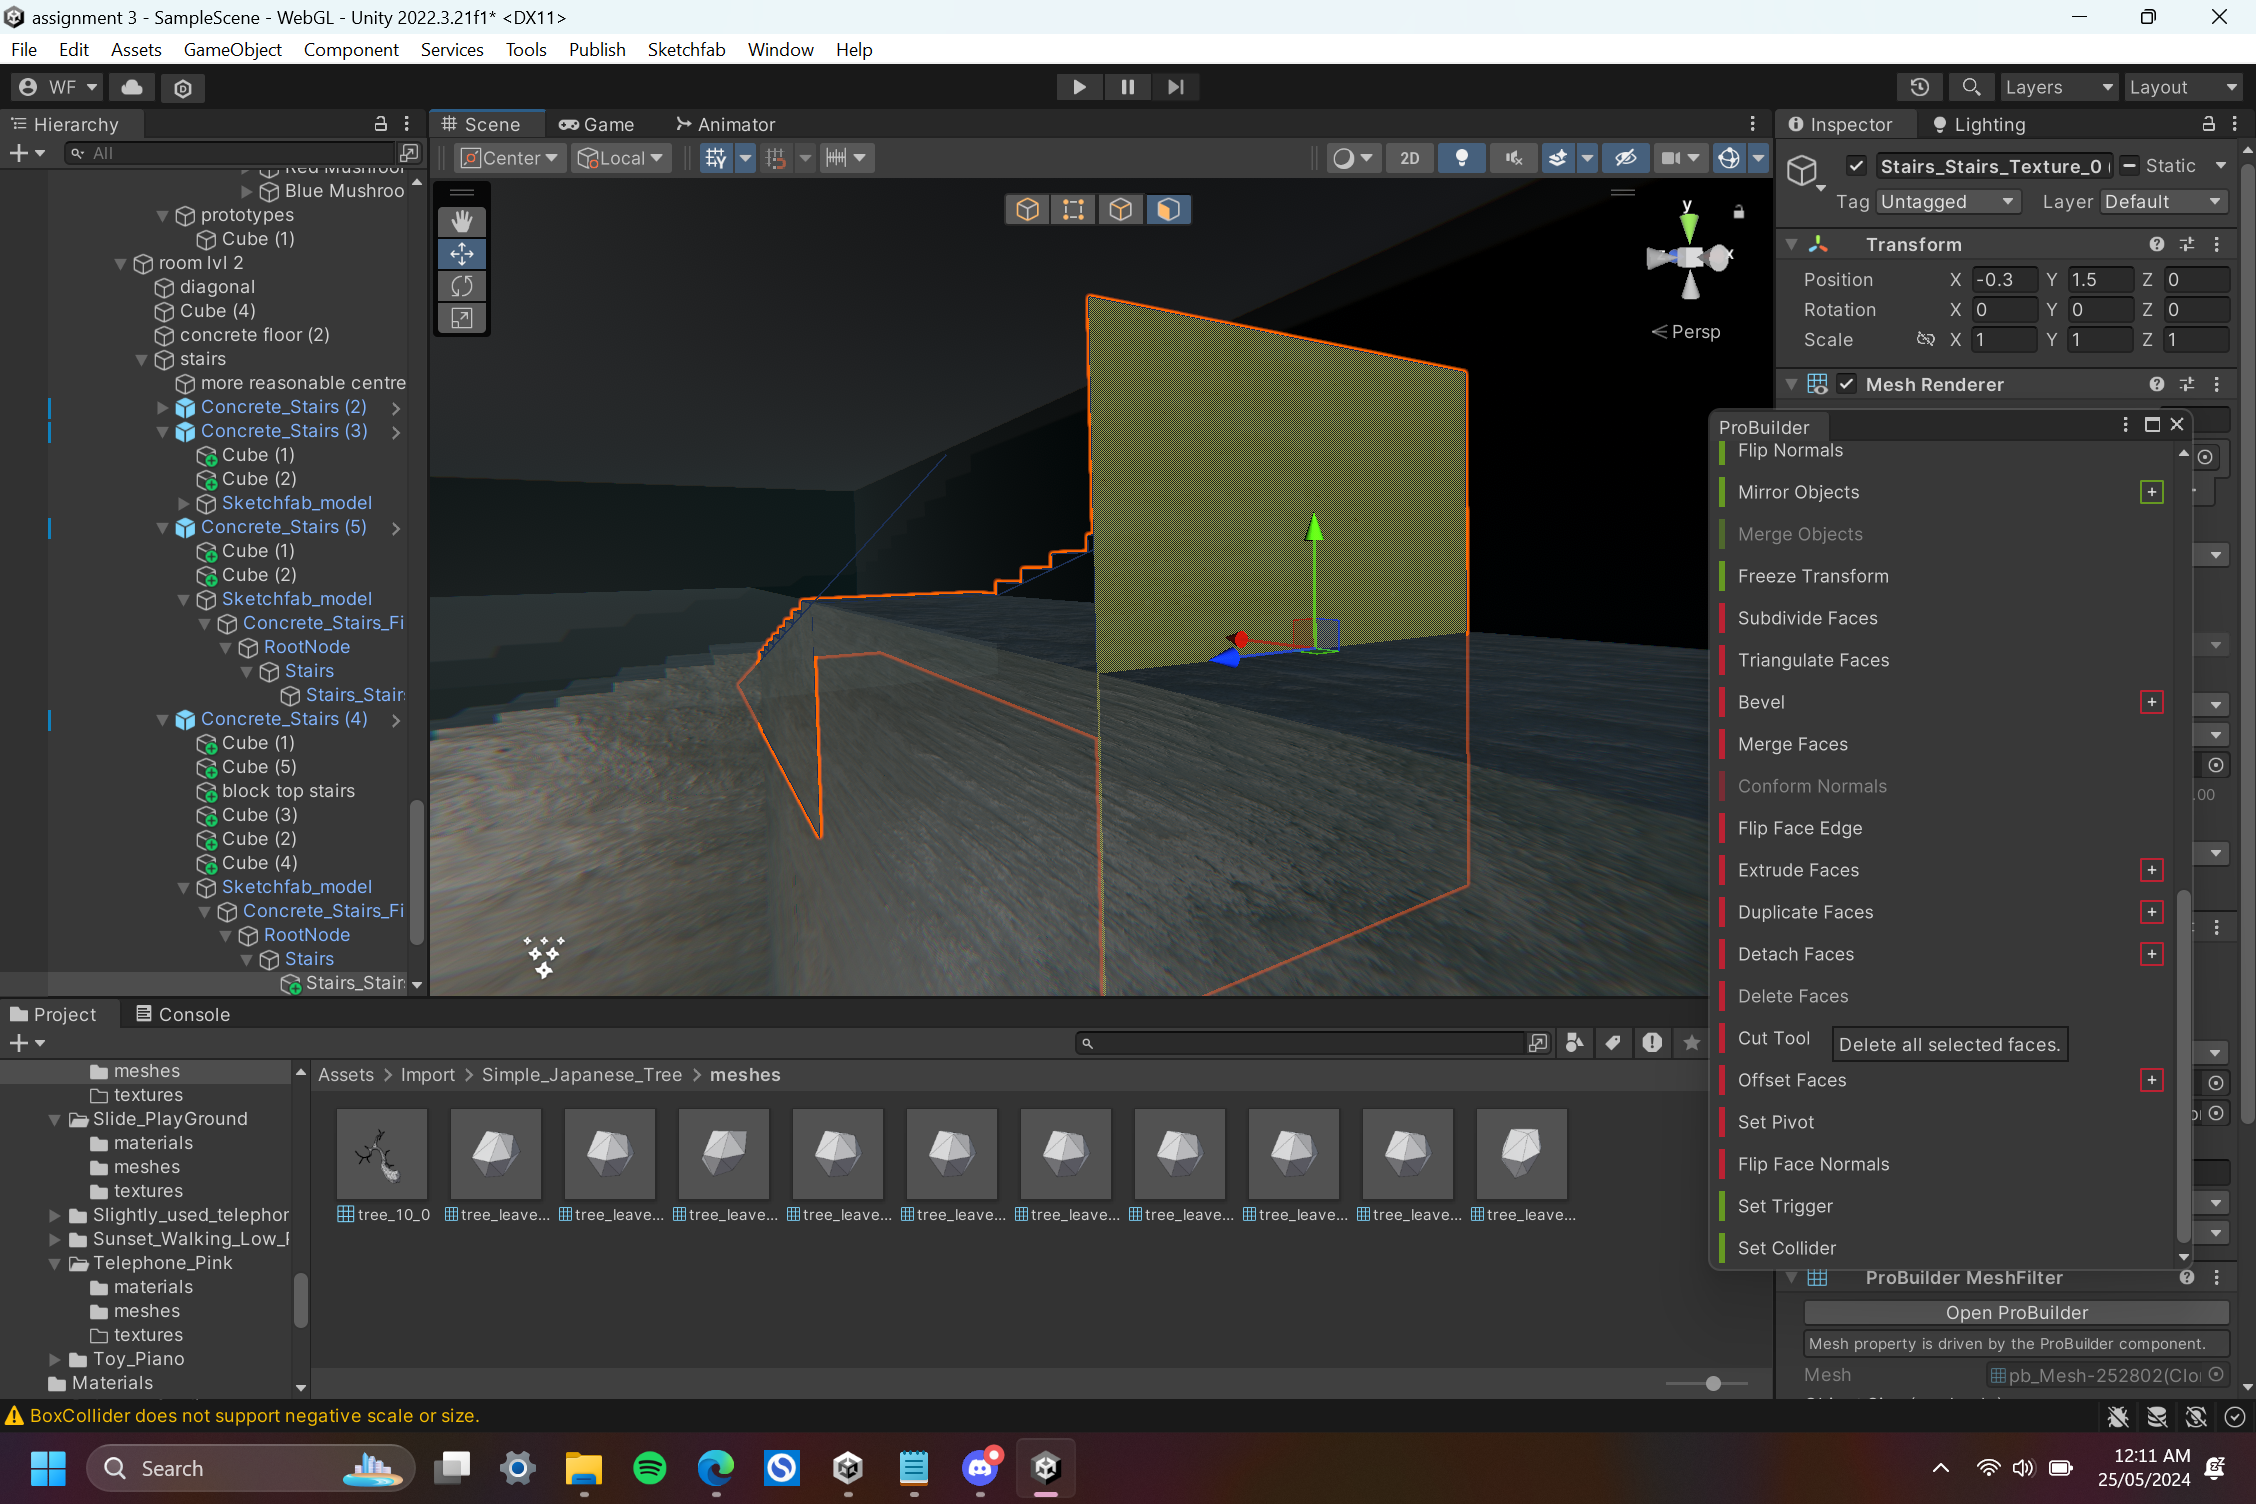 assignment 3 - SampleScene - WebGL - Unity 2022.3.21f1* <DX11>
File Edit Assets GameObject Component Services Tools Publish Sketchfab Window Help
WF
Layers
Layout
Hierarchy
Scene
Game
Animator
Inspector
Lighting
All
Center
Local
2D
Red Mushroor
Blue Mushroo
prototypes
Cube (1)
room lvl 2
diagonal
Cube (4)
concrete floor (2)
stairs
more reasonable centre
Concrete_Stairs (2)
Concrete_Stairs (3)
Cube (1)
Cube (2)
Sketchfab_model
Concrete_Stairs (5)
Cube (1)
Cube (2)
Sketchfab_model
Concrete_Stairs_Fi
RootNode
Stairs
Stairs_Stair
Concrete_Stairs (4)
Cube (1)
Cube (5)
block top stairs
Cube (3)
Cube (2)
Cube (4)
Sketchfab_model
Concrete_Stairs_Fi
RootNode
Stairs
Stairs_Stair
y
x
z
Persp
Stairs_Stairs_Texture_0 (
Static
Tag Untagged
Layer Default
Transform
Position X -0.3 Y 1.5 Z 0
Rotation X 0 Y 0 Z 0
Scale X 1 Y 1 Z 1
Mesh Renderer
ProBuilder
Flip Normals
Mirror Objects
Merge Objects
Freeze Transform
Subdivide Faces
Triangulate Faces
Bevel
Merge Faces
Conform Normals
Flip Face Edge
Extrude Faces
Duplicate Faces
Detach Faces
Delete Faces
Cut Tool
Delete all selected faces.
Offset Faces
Set Pivot
Flip Face Normals
Set Trigger
Set Collider
.00
ProBuilder MeshFilter
Open ProBuilder
Mesh property is driven by the ProBuilder component.
Mesh
pb_Mesh-252802(Clo
Project
Console
meshes
textures
Slide_PlayGround
materials
meshes
textures
Slightly_used_telephor
Sunset_Walking_Low_F
Telephone_Pink
materials
meshes
textures
Toy_Piano
Materials
Assets > Import > Simple_Japanese_Tree > meshes
tree_10_0
tree_leave...
tree_leave...
tree_leave...
tree_leave...
tree_leave...
tree_leave...
tree_leave...
tree_leave...
tree_leave...
tree_leave...
BoxCollider does not support negative scale or size.
Search
12:11 AM
25/05/2024